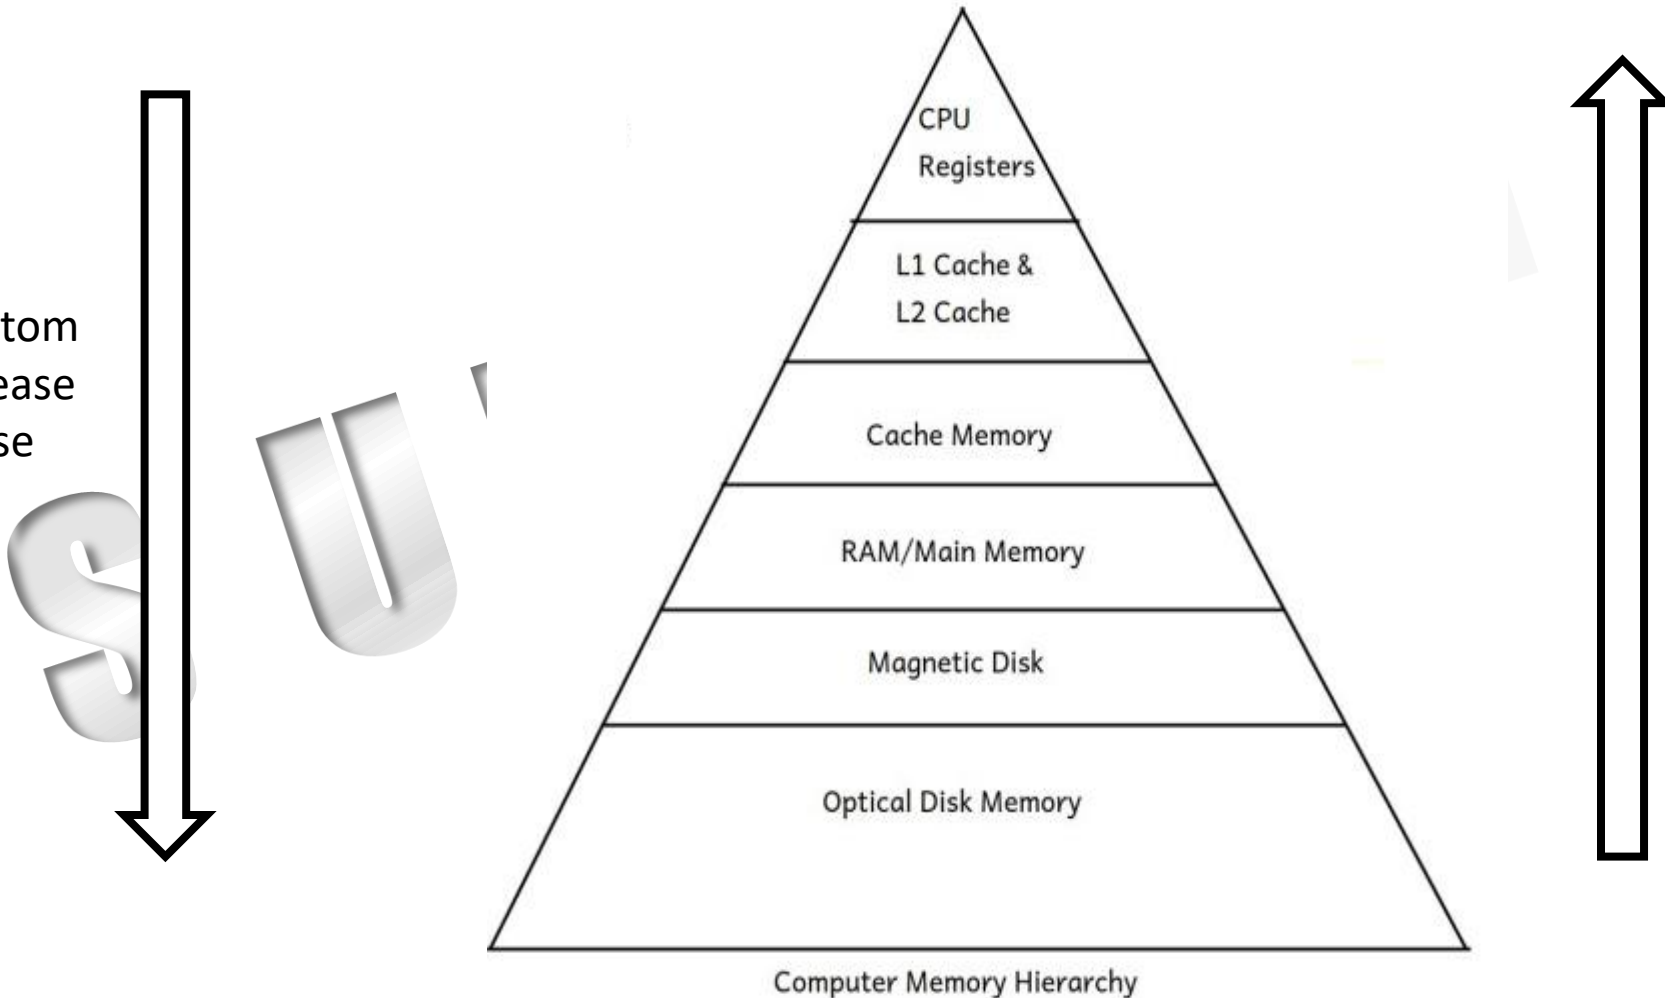 tom
ease
se
SU
CPU
Registers
L1 Cache &
L2 Cache
Cache Memory
RAM/Main Memory
Magnetic Disk
Optical Disk Memory
Computer Memory Hierarchy